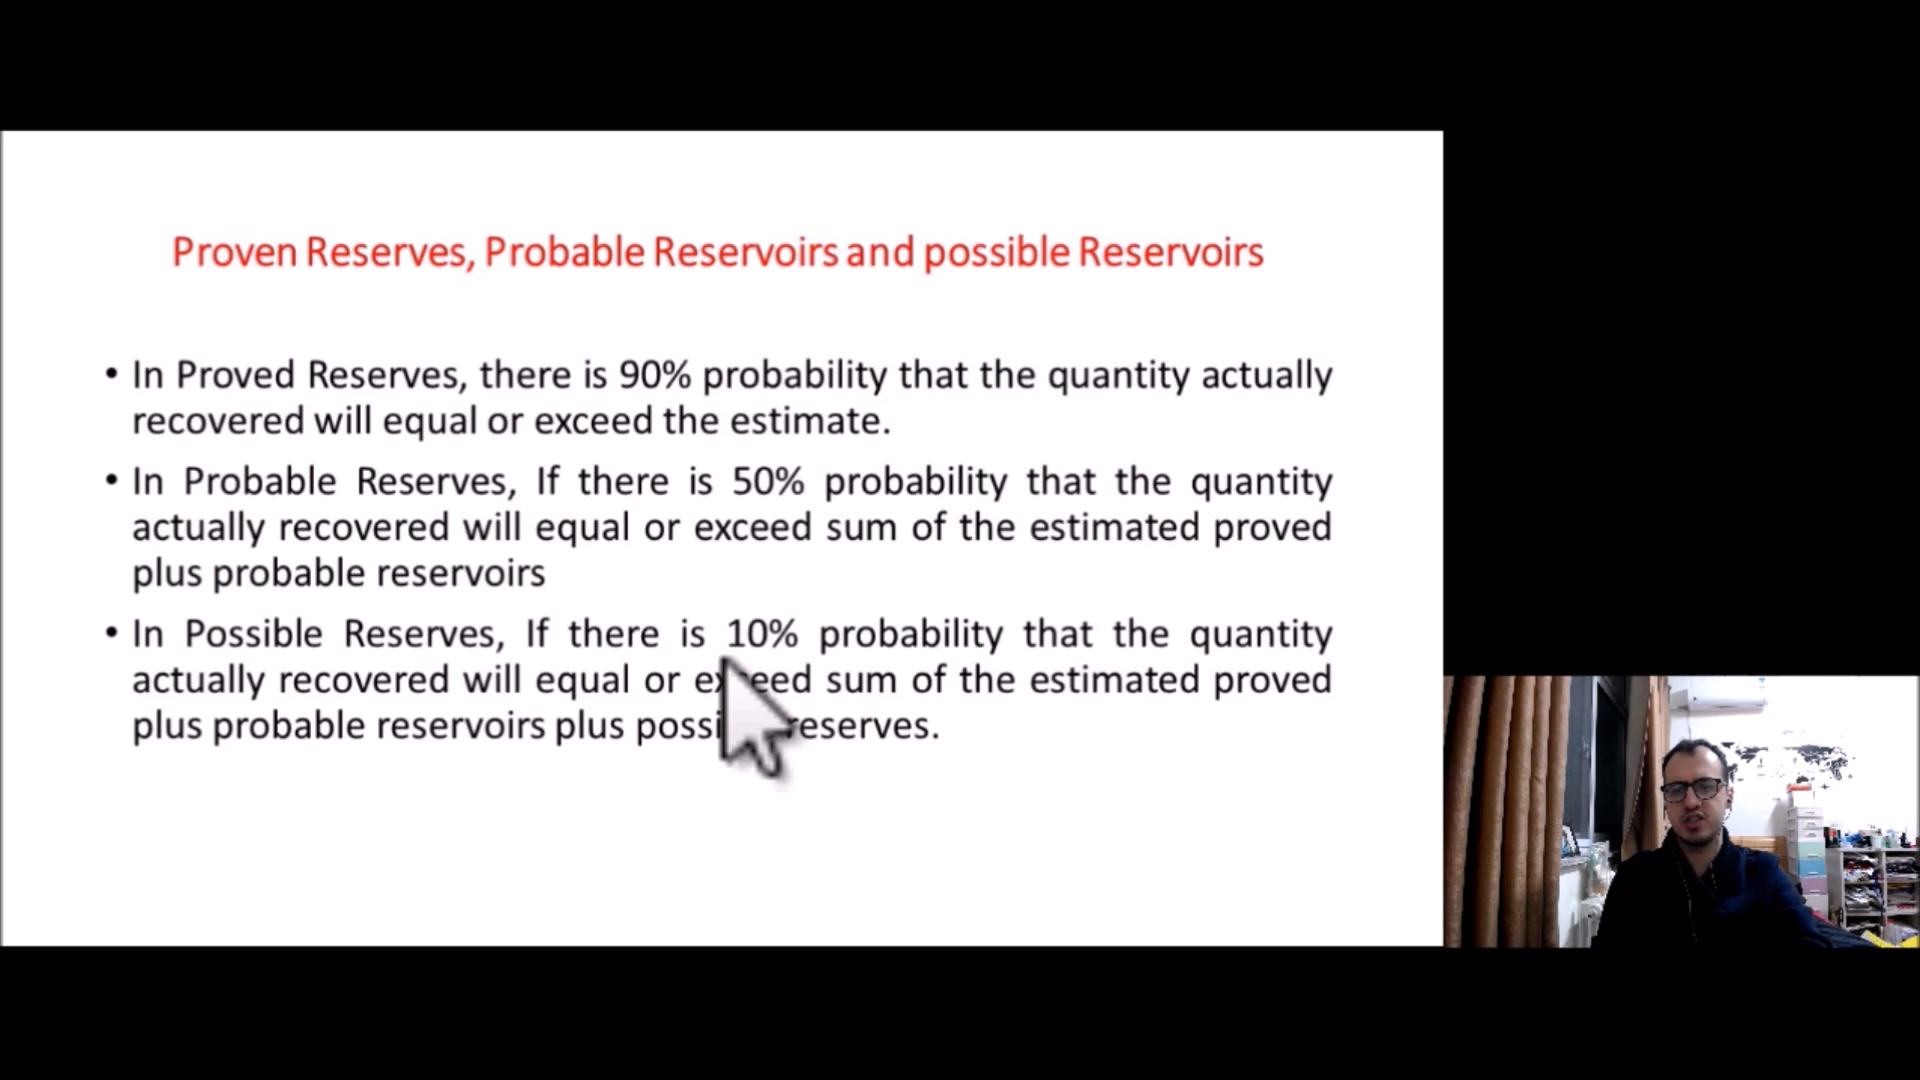 Proven Reserves, Probable Reservoirs and possible Reservoirs
• In Proved Reserves, there is 90% probability that the quantity actually
recovered will equal or exceed the estimate.
• In Probable Reserves, If there is 50% probability that the quantity
actually recovered will equal or exceed sum of the estimated proved
plus probable reservoirs
• In Possible Reserves, If there is 10% probability that the quantity
actually recovered will equal or exceed sum of the estimated proved
plus probable reservoirs plus reserves.